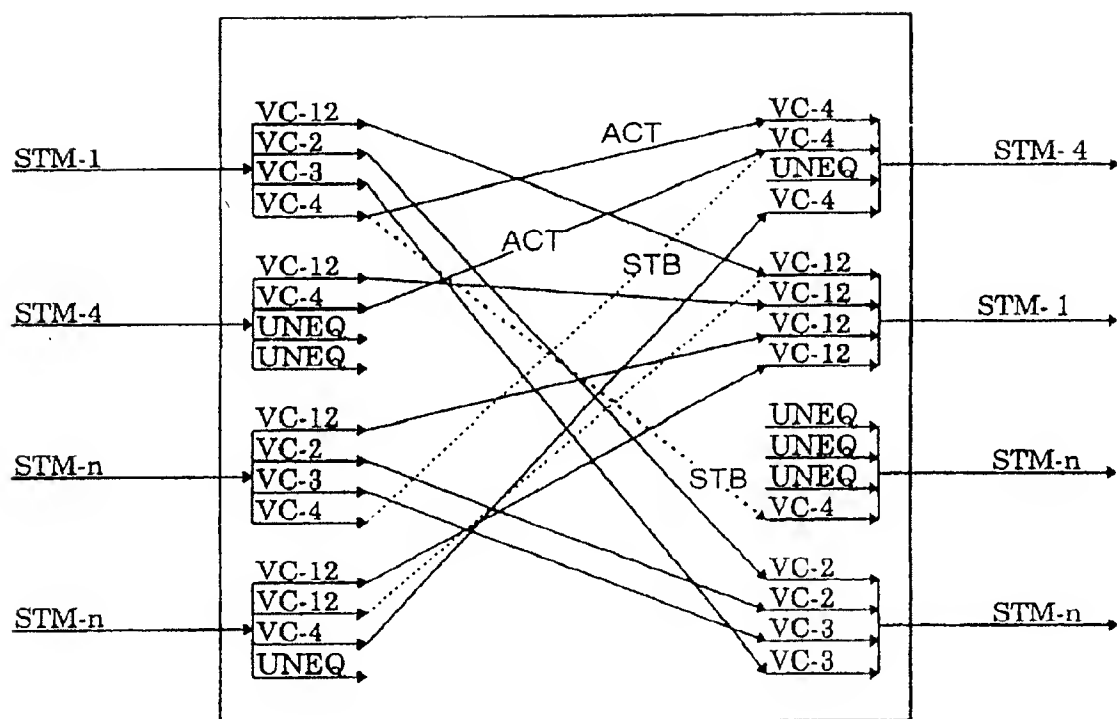 VC-12
VC-2
STM-1
VC-3
VC-4
VC-12
VC-4
STM-4
UNEQ
UNEQ
VC-12
VC-2
STM-n
VC-3
VC-4
VC-12
VC-12
STM-n
VC-4
UNEQ
ACT
ACT
STB
STB
VC-4
VC-4
STM- 4
UNEQ
VC-4
VC-12
VC-12
STM- 1
VC-12
VC-12
UNEQ
UNEQ
STM-n
UNEQ
VC-4
VC-2
VC-2
STM-n
VC-3
VC-3